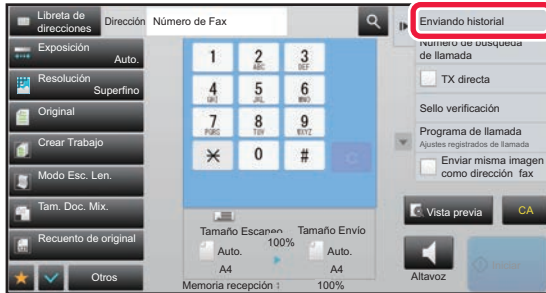 Libreta de
direcciones
Dirección
Número de Fax
Exposición
Auto.
Resolución
Superfino
Original
Crear Trabajo
Modo Esc. Len.
Tam. Doc. Mix.
Recuento de original
Otros
1
2
ABC
3
DEF
4
GHI
5
JKL
6
MNO
7
PQRS
8
TUV
9
WXYZ
0
#
C
Tamaño Escaneo
Tamaño Envío
100%
Auto.
A4
Auto.
A4
Memoria recepción :
100%
Enviando historial
Número de búsqueda
de llamada
TX directa
Sello verificación
Programa de llamada
Ajustes registrados de llamada
Enviar misma imagen
como dirección fax
Vista previa
CA
Altavoz